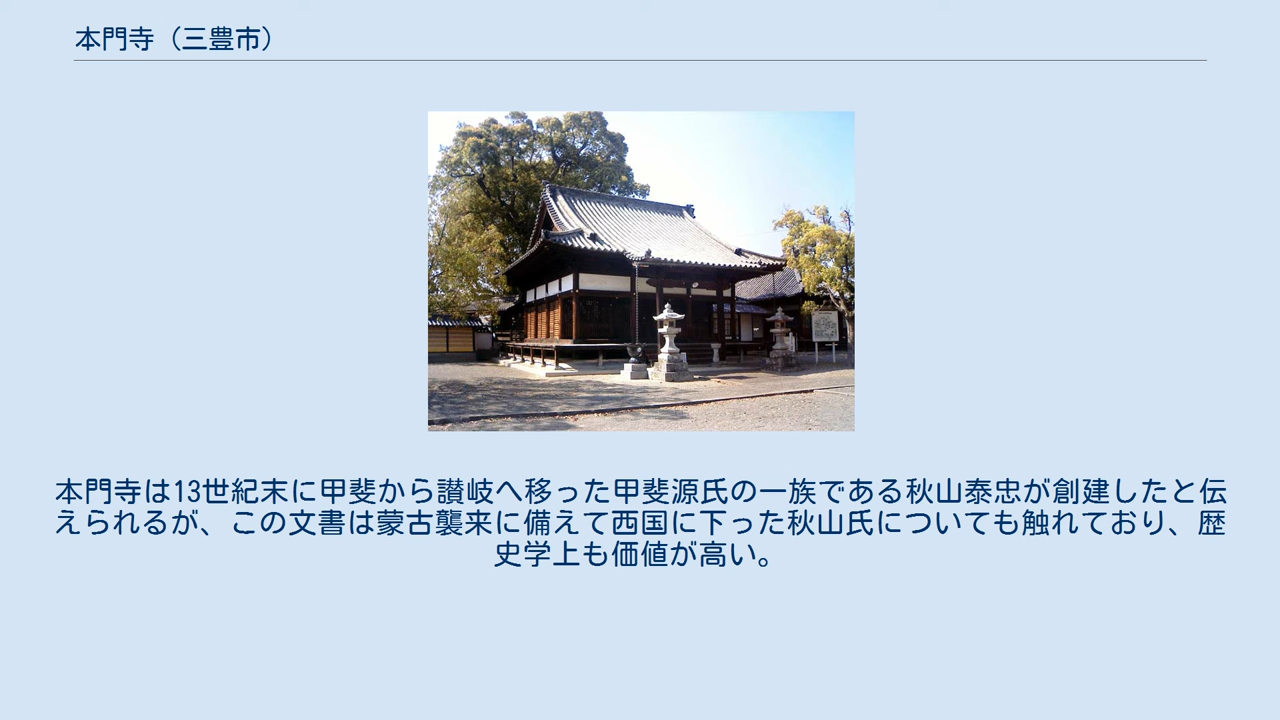 本門寺（三豊市）
本門寺は13世紀末に甲斐から讃岐へ移った甲斐源氏の一族である秋山泰忠が創建したと伝
えられるが、この文書は蒙古襲来に備えて西国に下った秋山氏についても触れており、歴
史学上も価値が高い。